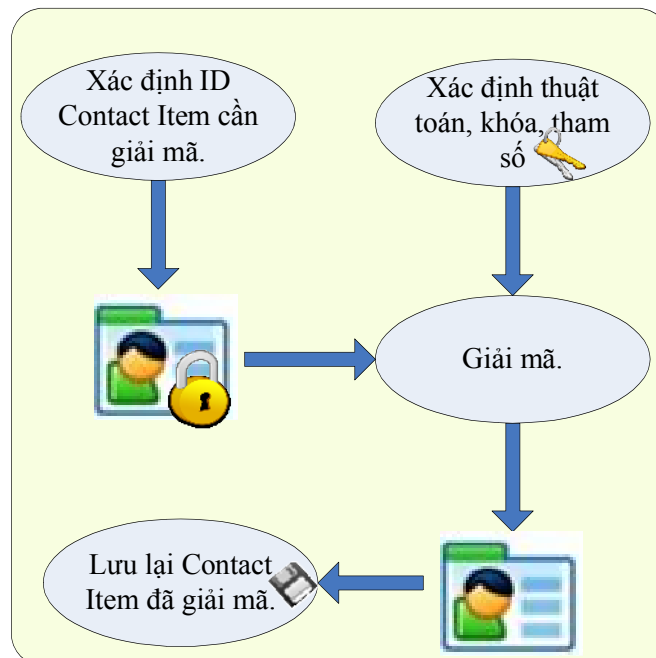 Xác định ID
Contact Item cần
giải mã.
Xác định thuật
toán, khóa, tham
số
Giải mã.
Lưu lại Contact
Item đã giải mã.